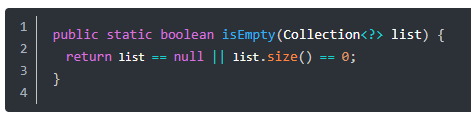 1 public static boolean isEmpty(Collection<?> list) {
2 return list == null || list.size() == 0;
3 }
4